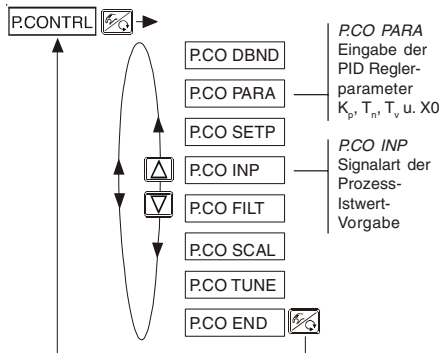 P.CONTRL
P.CO DBND
P.CO PARA
P.CO SETP
P.CO INP
P.CO FILT
P.CO SCAL
P.CO TUNE
P.CO END
P.CO PARA
Eingabe der
PID Regler-
parameter
Kp, Tn, Tv u. X0
P.CO INP
Signalart der
Prozess-
Istwert-
Vorgabe